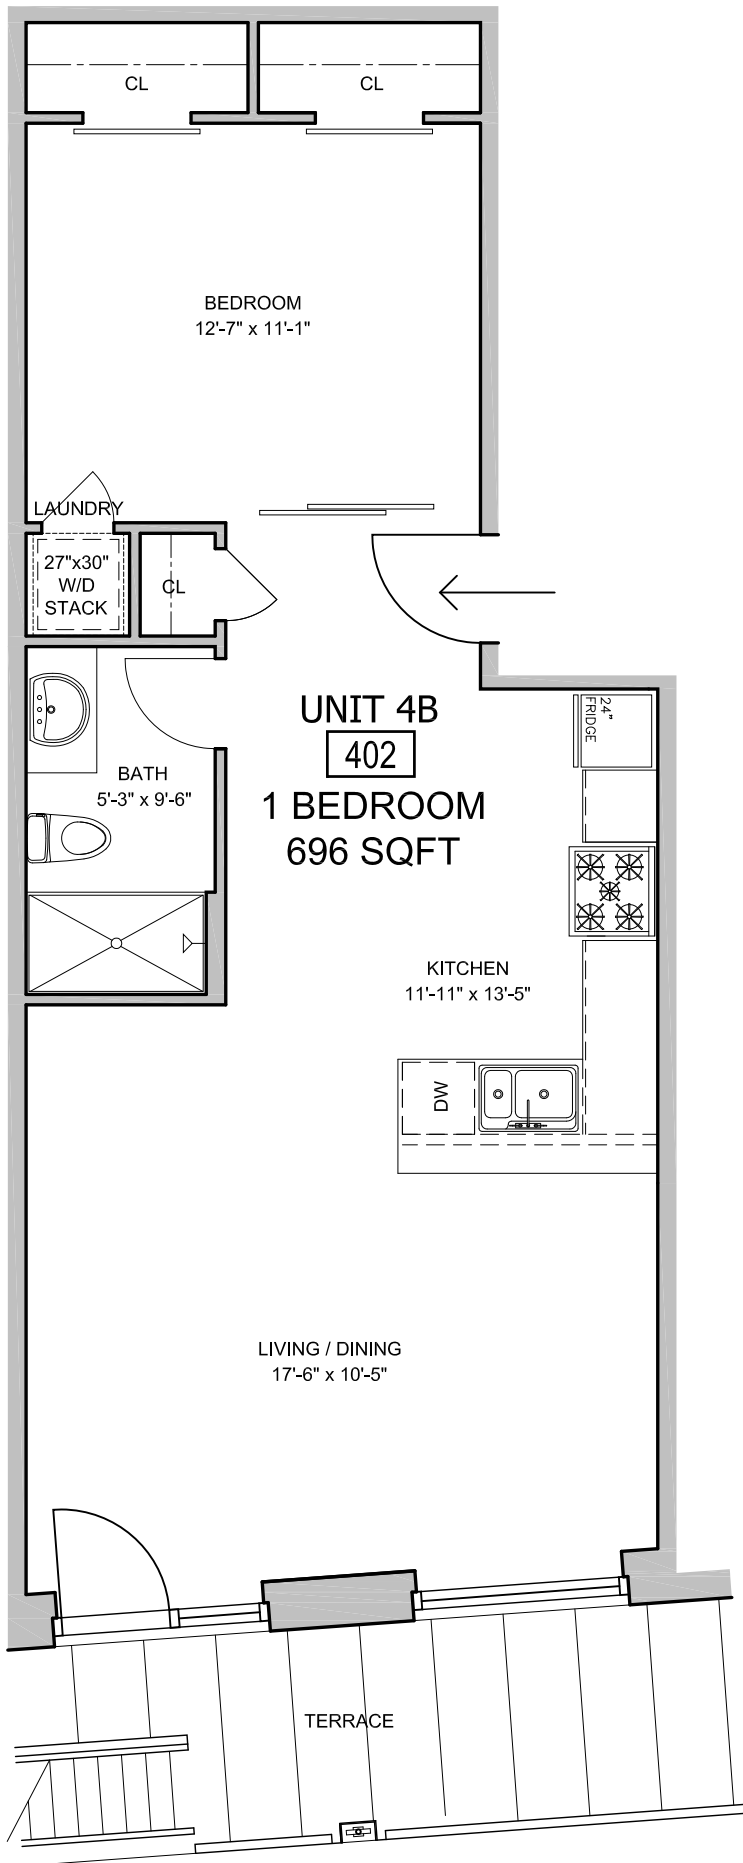 CL
CL
BEDROOM
12'-7" x 11'-1"
LAUNDRY
27"x30"
W/D
STACK
CL
UNIT 4B
402
1 BEDROOM
696 SQFT
24"
FRIDGE
BATH
5'-3" x 9'-6"
KITCHEN
11'-11" x 13'-5"
DW
LIVING / DINING
17'-6" x 10'-5"
TERRACE